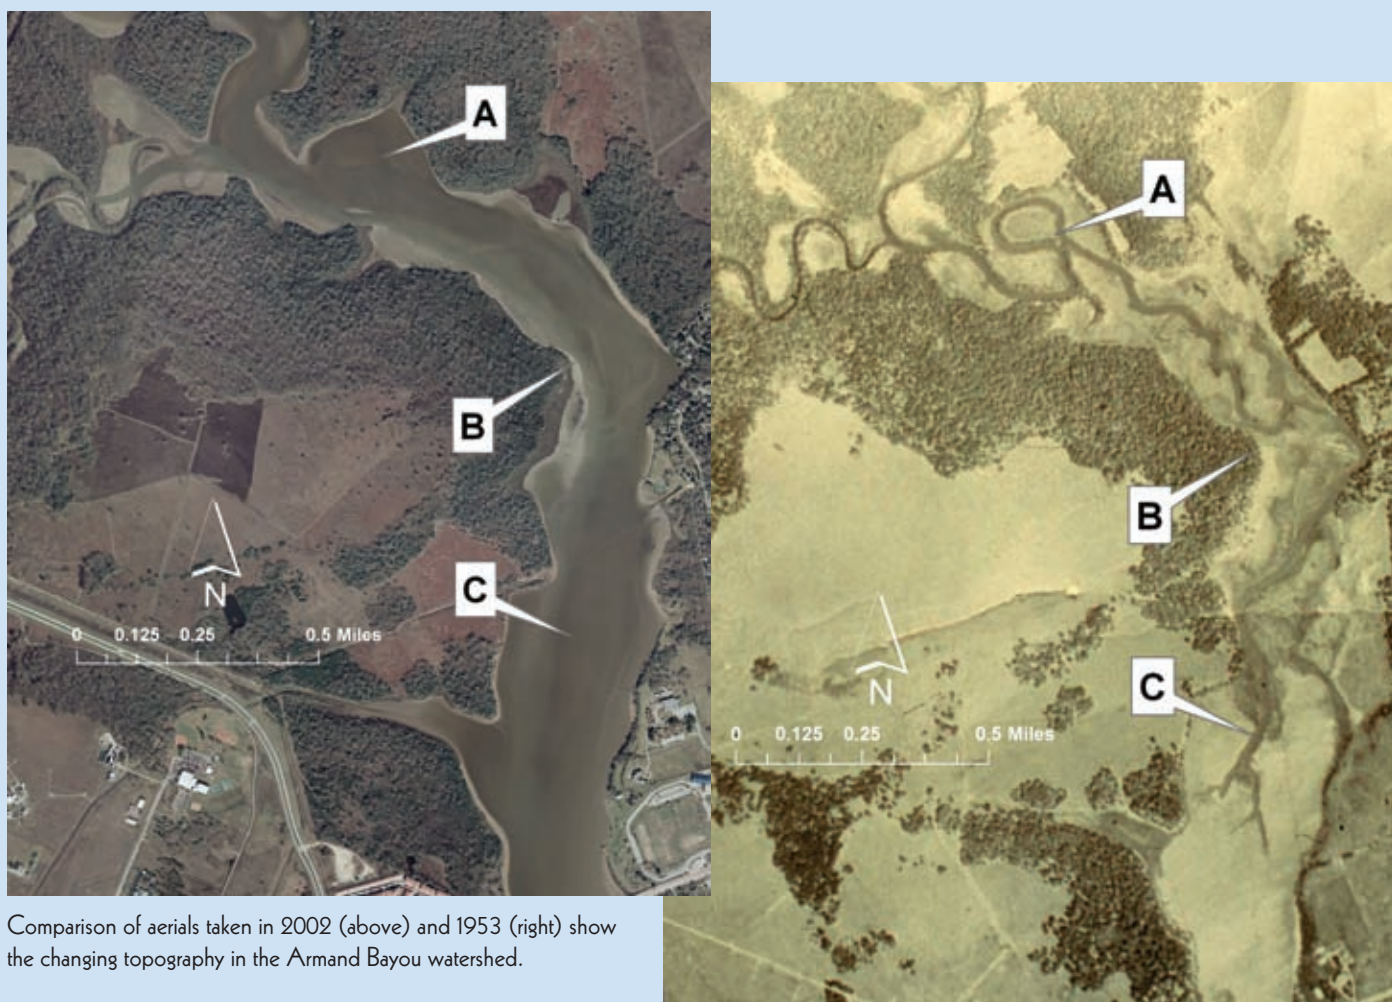 A
B
C
N
0 0.125 0.25 0.5 Miles
A
B
C
N
0 0.125 0.25 0.5 Miles
Comparison of aerials taken in 2002 (above) and 1953 (right) show
the changing topography in the Armand Bayou watershed.